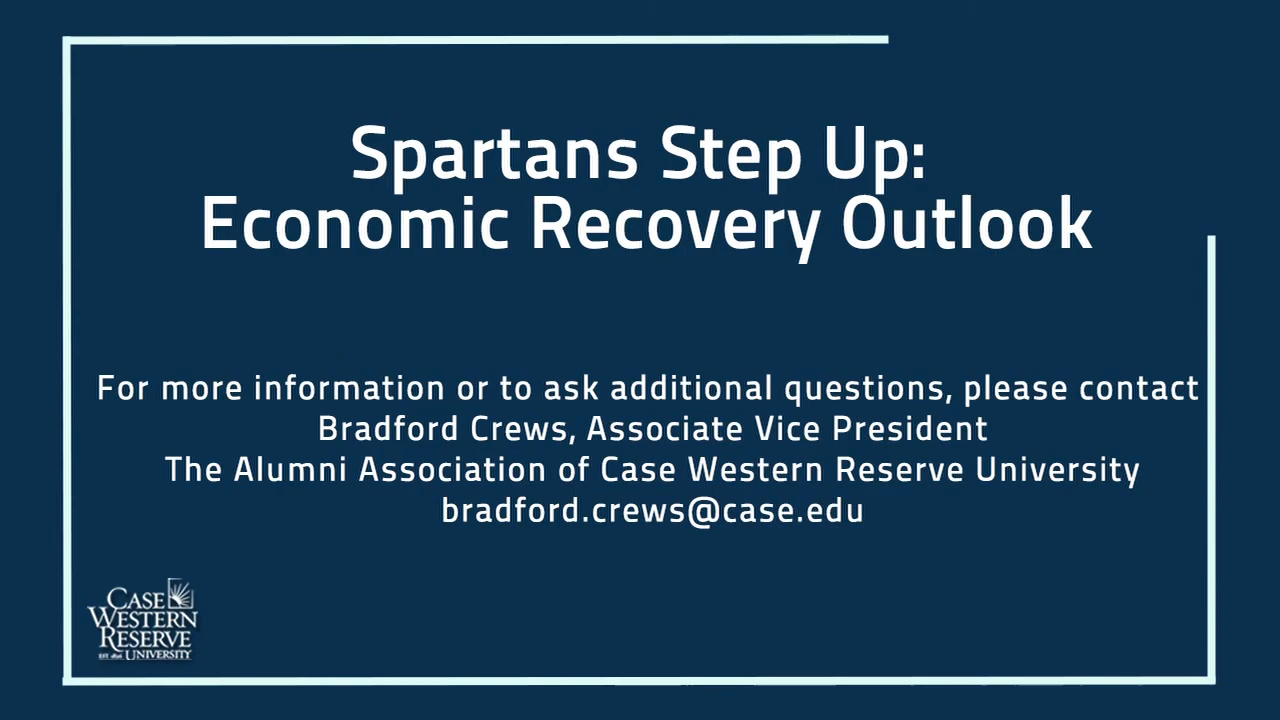 Spartans Step Up:
Economic Recovery Outlook
For more information or to ask additional questions, please contact
Bradford Crews, Associate Vice President
The Alumni Association of Case Western Reserve University
bradford.crews@case.edu
CASE
WESTERN
RESERVE
UNIVERSITY